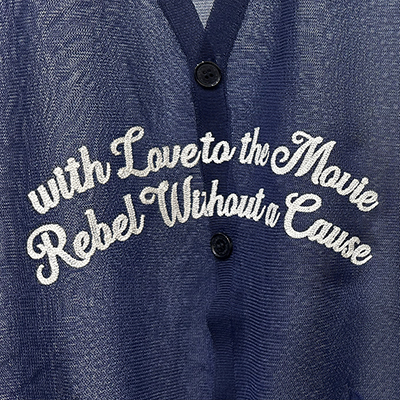 with Love to the Movie
Rebel Without a Cause